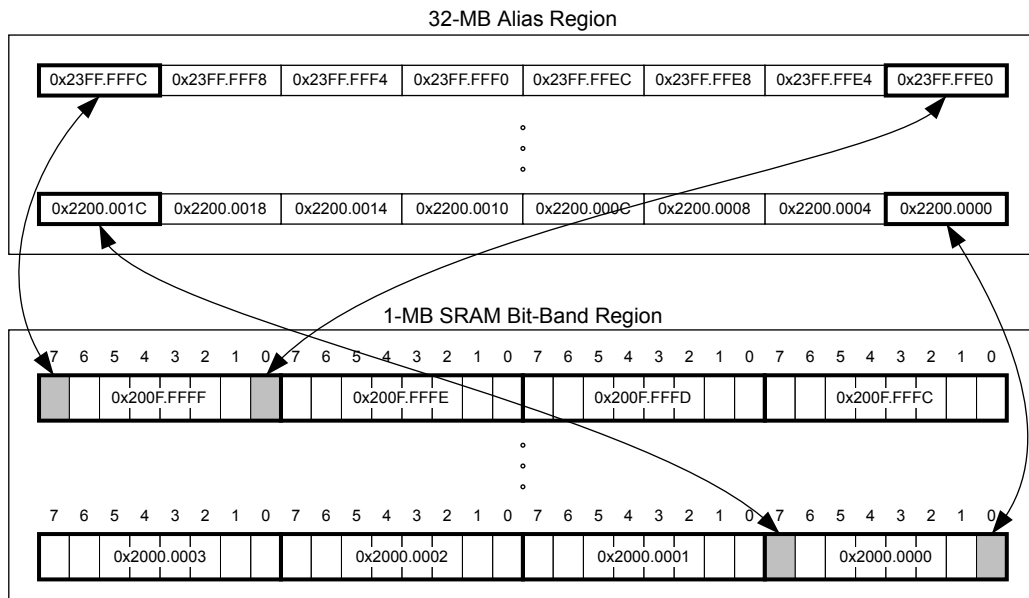 32-MB Alias Region
0x23FF.FFFC 0x23FF.FFF8 0x23FF.FFF4 0x23FF.FFF0 0x23FF.FFEC 0x23FF.FFE8 0x23FF.FFE4 0x23FF.FFE0
0x2200.001C 0x2200.0018 0x2200.0014 0x2200.0010 0x2200.000C 0x2200.0008 0x2200.0004 0x2200.0000
1-MB SRAM Bit-Band Region
7 6 5 4 3 2 1 0 7 6 5 4 3 2 1 0 7 6 5 4 3 2 1 0 7 6 5 4 3 2 1 0
0x200F.FFFF 0x200F.FFFE 0x200F.FFFD 0x200F.FFFC
7 6 5 4 3 2 1 0 7 6 5 4 3 2 1 0 7 6 5 4 3 2 1 0 7 6 5 4 3 2 1 0
0x2000.0003 0x2000.0002 0x2000.0001 0x2000.0000